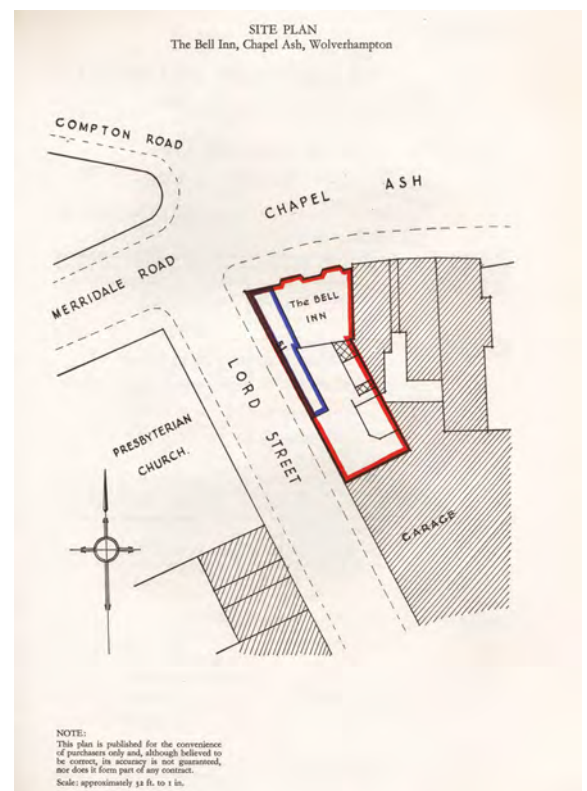 SITE PLAN
The Bell Inn, Chapel Ash, Wolverhampton
COMPTON ROAD
CHAPEL ASH
MERRIDALE ROAD
The BELL
INN
LORD STREET
PRESBYTERIAN
CHURCH.
GARAGE
NOTE:
This plan is published for the convenience
of purchasers only and, although believed to
be correct, its accuracy is not guaranteed,
nor does it form part of any contract.
Scale: approximately 32 ft. to 1 in.